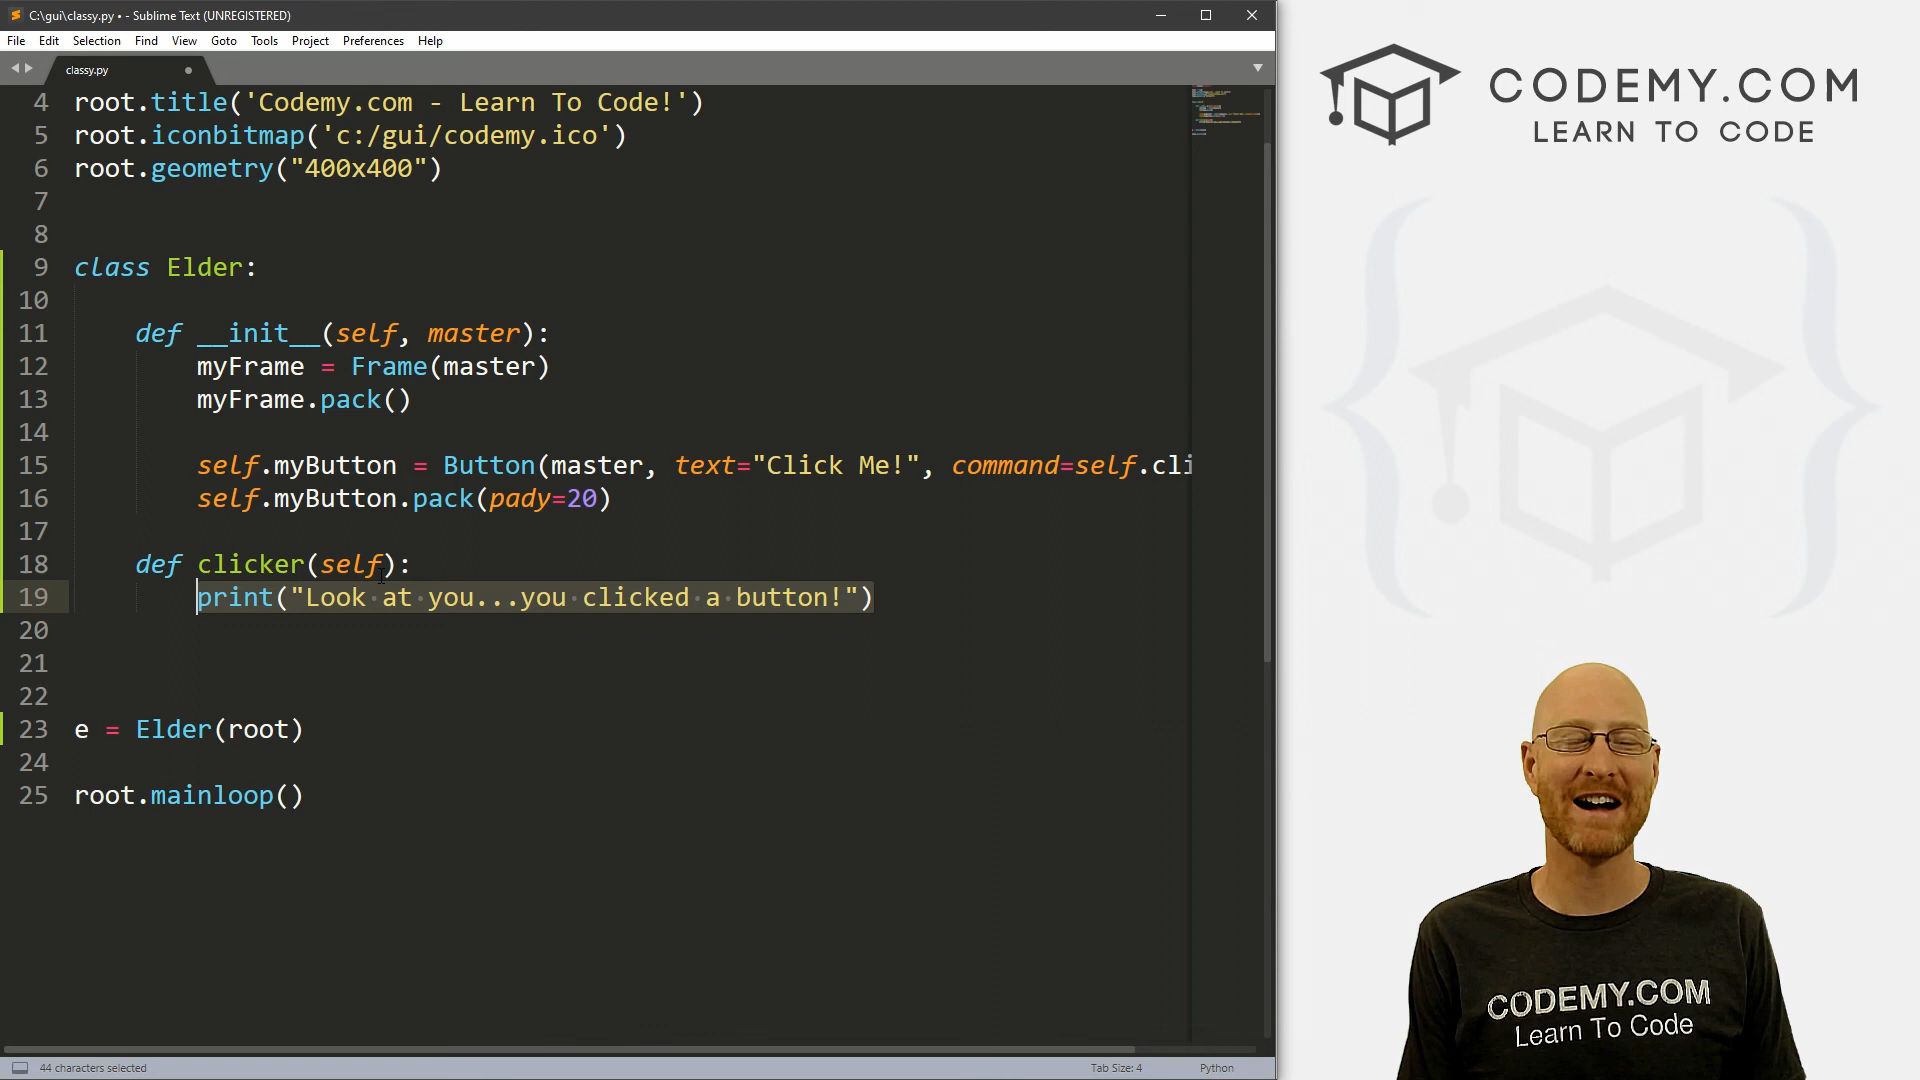 C:\gui\classy.py • - Sublime Text (UNREGISTERED)
File Edit Selection Find View Goto Tools Project Preferences Help
classy.py
4 root.title('Codemy.com - Learn To Code!')
5 root.iconbitmap('c:/gui/codemy.ico')
6 root.geometry("400x400")
7
8
9 class Elder:
10
11     def __init__(self, master):
12         myFrame = Frame(master)
13         myFrame.pack()
14
15         self.myButton = Button(master, text="Click Me!", command=self.cli
16         self.myButton.pack(pady=20)
17
18     def clicker(self):
19         print("Look at you...you clicked a button!")
20
21
22
23 e = Elder(root)
24
25 root.mainloop()
44 characters selected
Tab Size: 4
Python
CODEMY.COM
LEARN TO CODE
CODEMY.COM
Learn To Code